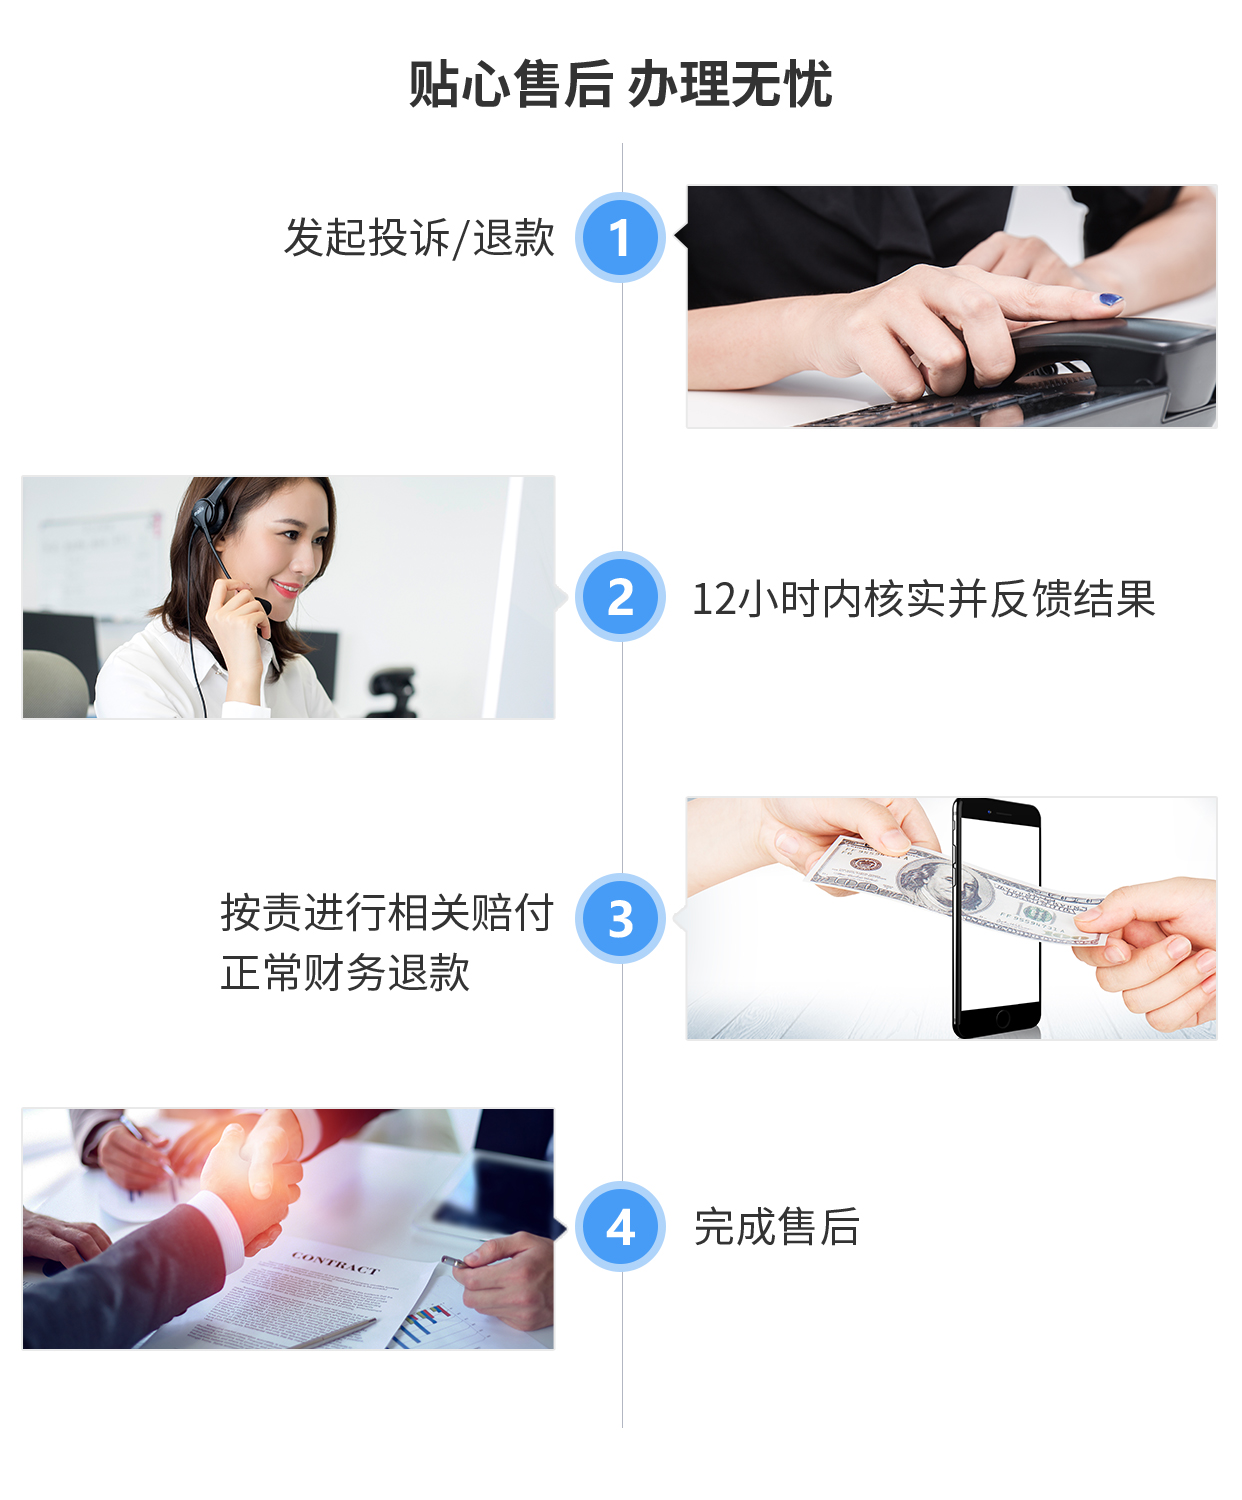 贴心售后 办理无忧
发起投诉/退款
1
2
12小时内核实并反馈结果
按责进行相关赔付
正常财务退款
3
CONTRACT
4
完成售后